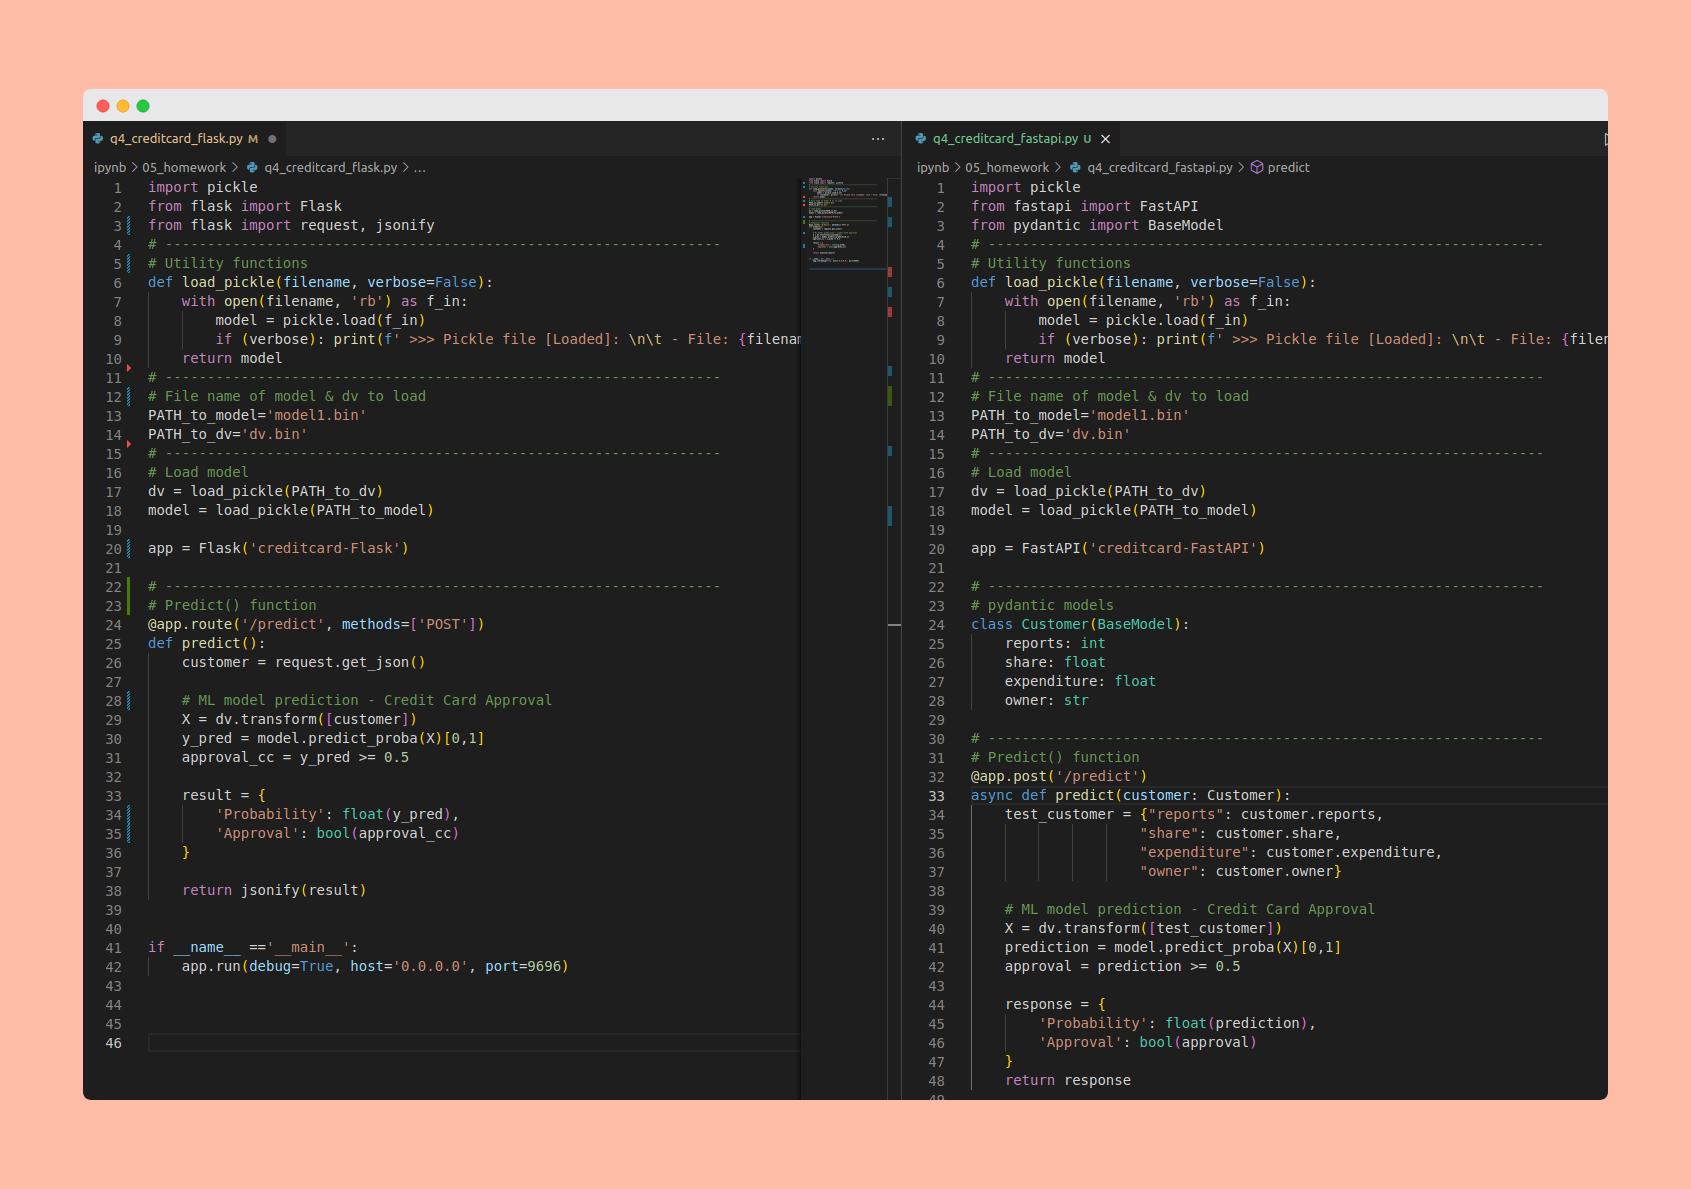 q4_creditcard_flask.py M
ipynb > 05_homework > q4_creditcard_flask.py > ...
1 import pickle
2 from flask import Flask
3 from flask import request, jsonify
4 # ------------------------------------------------------------------
5 # Utility functions
6 def load_pickle(filename, verbose=False):
7     with open(filename, 'rb') as f_in:
8         model = pickle.load(f_in)
9         if (verbose): print(f' >>> Pickle file [Loaded]: \n\t - File: {filenam
10     return model
11 # ------------------------------------------------------------------
12 # File name of model & dv to load
13 PATH_to_model='model1.bin'
14 PATH_to_dv='dv.bin'
15 # ------------------------------------------------------------------
16 # Load model
17 dv = load_pickle(PATH_to_dv)
18 model = load_pickle(PATH_to_model)
19
20 app = Flask('creditcard-Flask')
21
22 # ------------------------------------------------------------------
23 # Predict() function
24 @app.route('/predict', methods=['POST'])
25 def predict():
26     customer = request.get_json()
27
28     # ML model prediction - Credit Card Approval
29     X = dv.transform([customer])
30     y_pred = model.predict_proba(X)[0,1]
31     approval_cc = y_pred >= 0.5
32
33     result = {
34         'Probability': float(y_pred),
35         'Approval': bool(approval_cc)
36     }
37
38     return jsonify(result)
39
40
41 if __name__ =='__main__':
42     app.run(debug=True, host='0.0.0.0', port=9696)
43
44
45
46
q4_creditcard_fastapi.py U
ipynb > 05_homework > q4_creditcard_fastapi.py > predict
1 import pickle
2 from fastapi import FastAPI
3 from pydantic import BaseModel
4 # ------------------------------------------------------------------
5 # Utility functions
6 def load_pickle(filename, verbose=False):
7     with open(filename, 'rb') as f_in:
8         model = pickle.load(f_in)
9         if (verbose): print(f' >>> Pickle file [Loaded]: \n\t - File: {filen
10     return model
11 # ------------------------------------------------------------------
12 # File name of model & dv to load
13 PATH_to_model='model1.bin'
14 PATH_to_dv='dv.bin'
15 # ------------------------------------------------------------------
16 # Load model
17 dv = load_pickle(PATH_to_dv)
18 model = load_pickle(PATH_to_model)
19
20 app = FastAPI('creditcard-FastAPI')
21
22 # ------------------------------------------------------------------
23 # pydantic models
24 class Customer(BaseModel):
25     reports: int
26     share: float
27     expenditure: float
28     owner: str
29
30 # ------------------------------------------------------------------
31 # Predict() function
32 @app.post('/predict')
33 async def predict(customer: Customer):
34     test_customer = {"reports": customer.reports,
35                     "share": customer.share,
36                     "expenditure": customer.expenditure,
37                     "owner": customer.owner}
38
39     # ML model prediction - Credit Card Approval
40     X = dv.transform([test_customer])
41     prediction = model.predict_proba(X)[0,1]
42     approval = prediction >= 0.5
43
44     response = {
45         'Probability': float(prediction),
46         'Approval': bool(approval)
47     }
48     return response
49